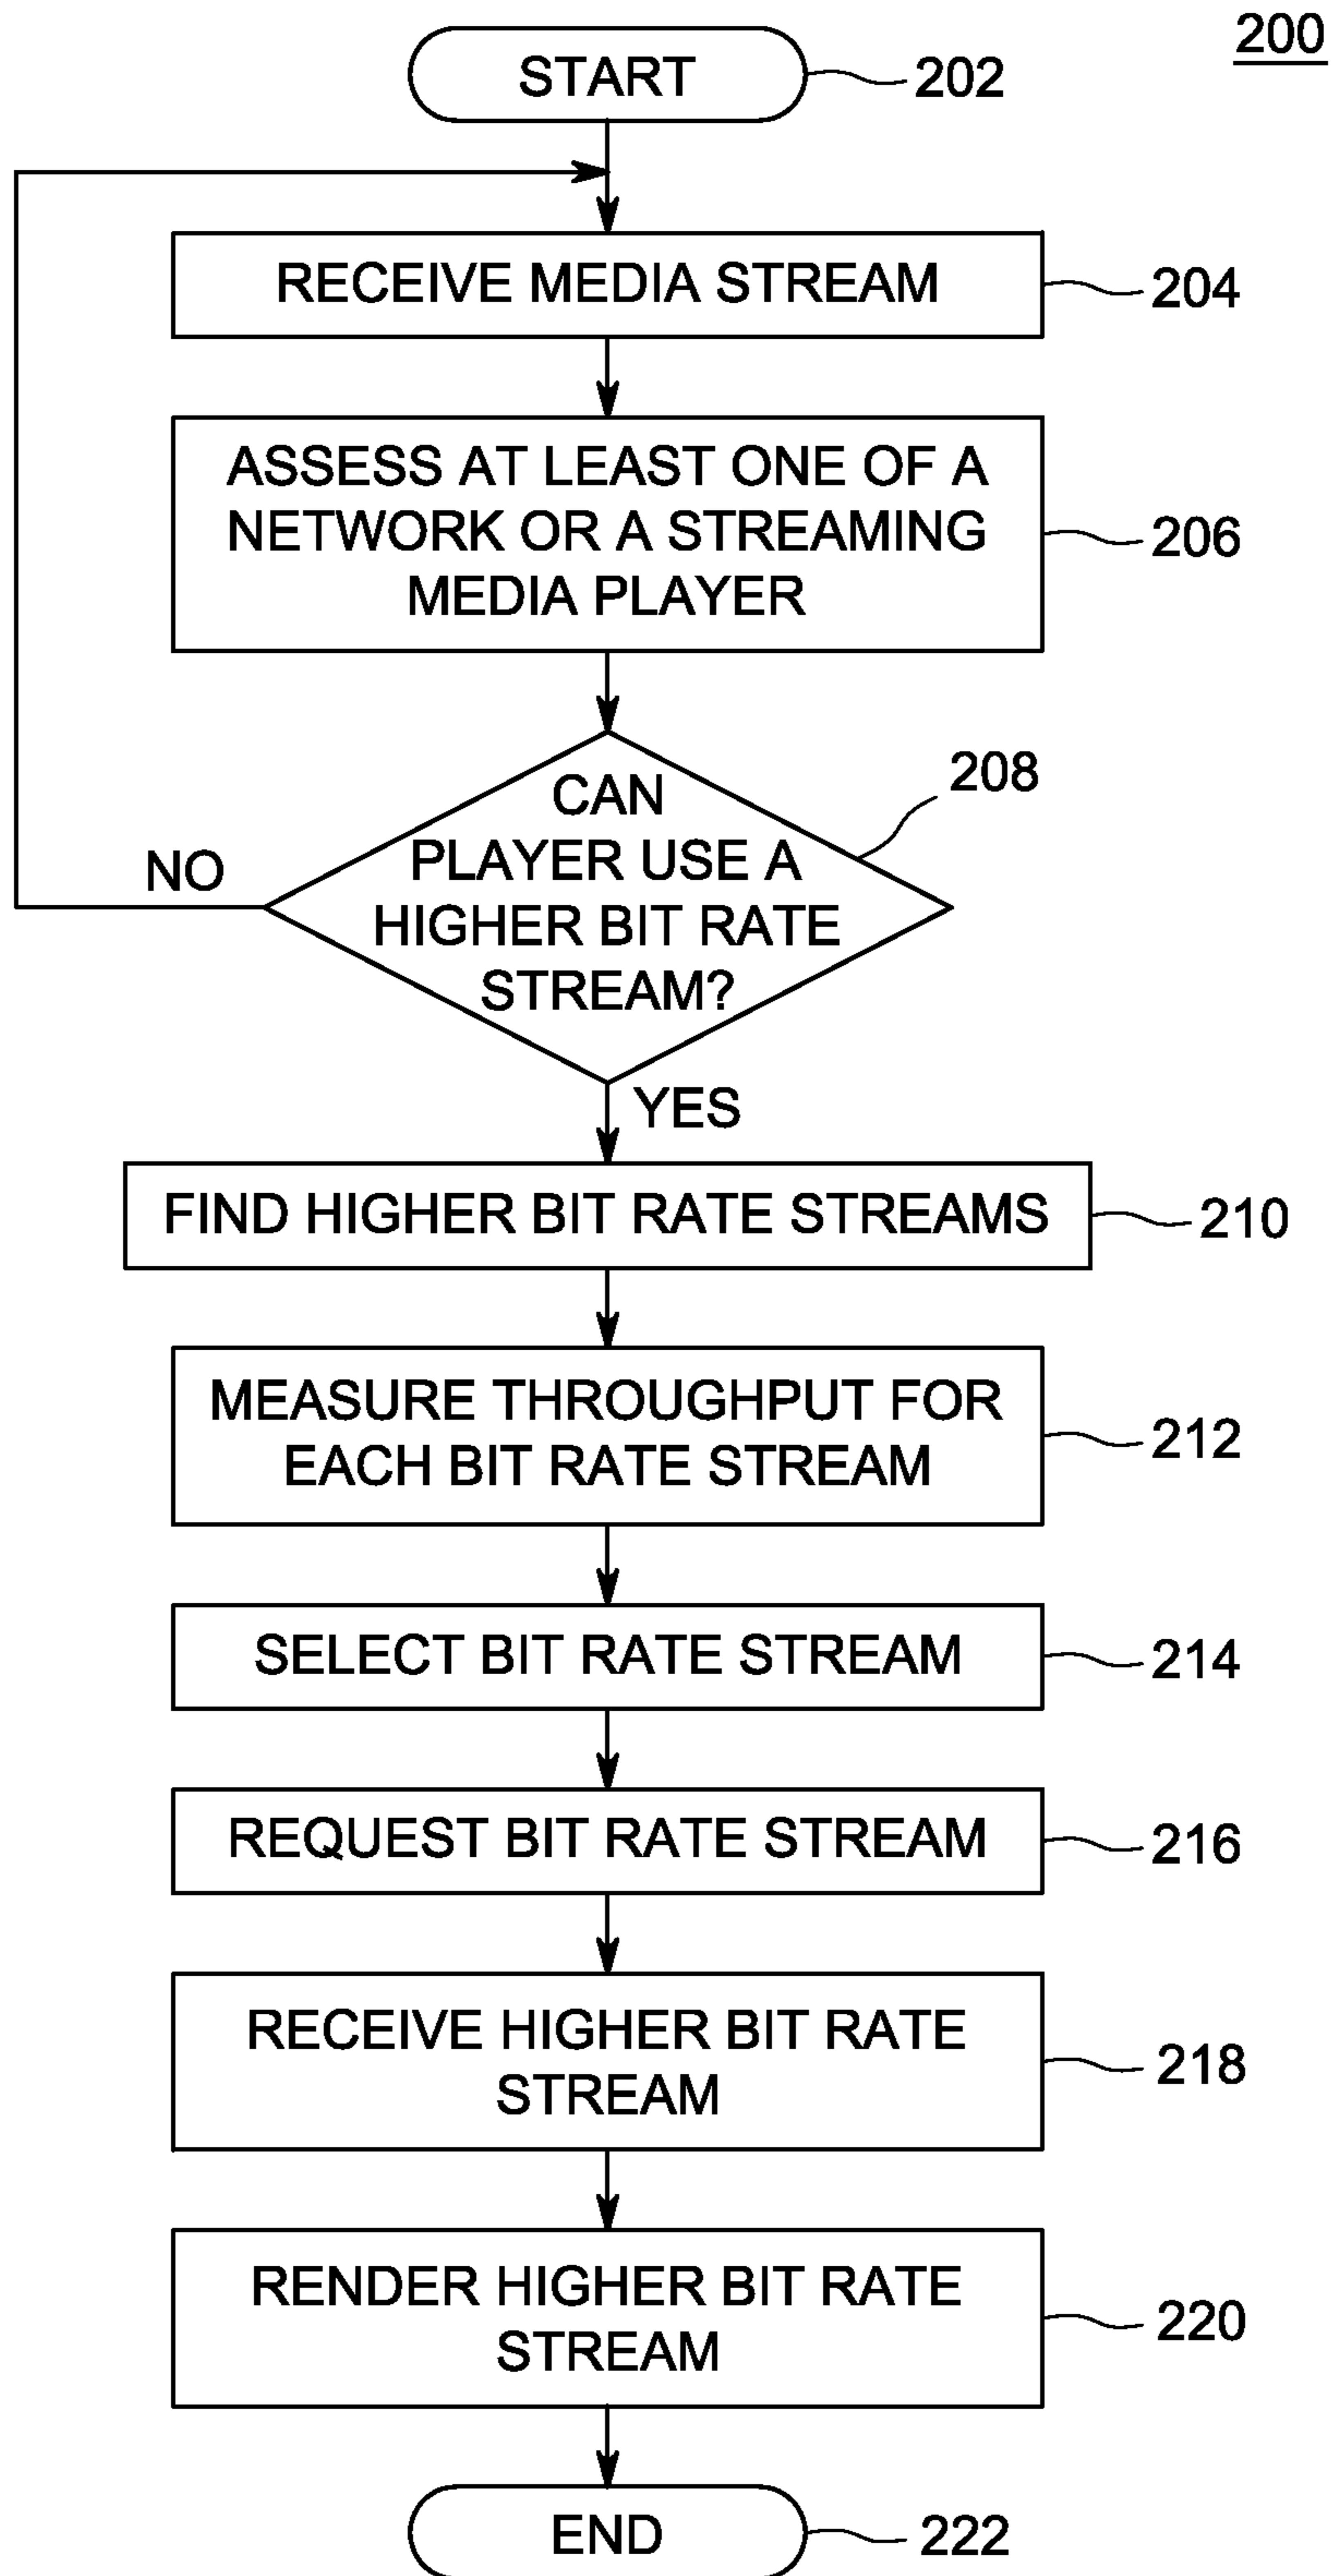 200
START
202
RECEIVE MEDIA STREAM
204
ASSESS AT LEAST ONE OF A
NETWORK OR A STREAMING
MEDIA PLAYER
206
CAN
PLAYER USE A
HIGHER BIT RATE
STREAM?
208
NO
YES
FIND HIGHER BIT RATE STREAMS
210
MEASURE THROUGHPUT FOR
EACH BIT RATE STREAM
212
SELECT BIT RATE STREAM
214
REQUEST BIT RATE STREAM
216
RECEIVE HIGHER BIT RATE
STREAM
218
RENDER HIGHER BIT RATE
STREAM
220
END
222